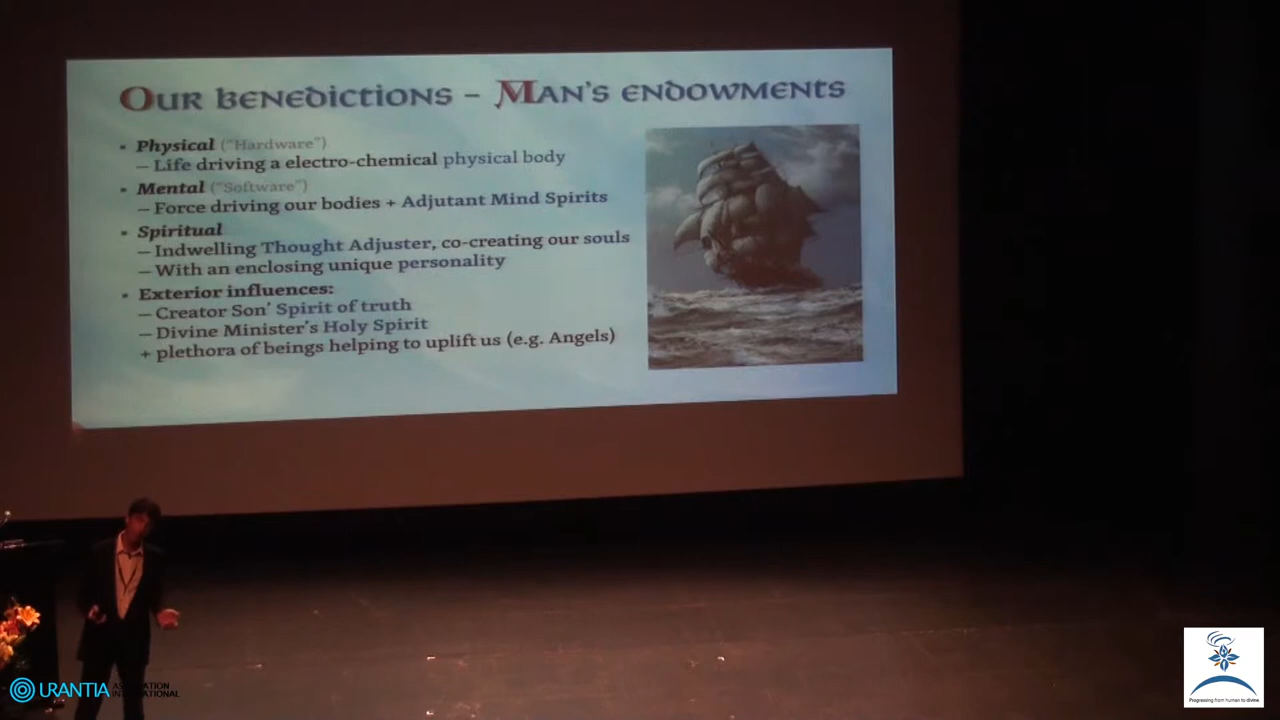 OUR BENEDICTIONS – MAN'S ENDOWMENTS
▪ Physical ("Hardware")
– Life driving a electro-chemical physical body
▪ Mental ("Software")
– Force driving our bodies + Adjutant Mind Spirits
▪ Spiritual
– Indwelling Thought Adjuster, co-creating our souls
– With an enclosing unique personality
▪ Exterior influences:
– Creator Son' Spirit of truth
– Divine Minister's Holy Spirit
+ plethora of beings helping to uplift us (e.g. Angels)
URANTIA ASSOCIATION
INTERNATIONAL
Progressing from human to divine